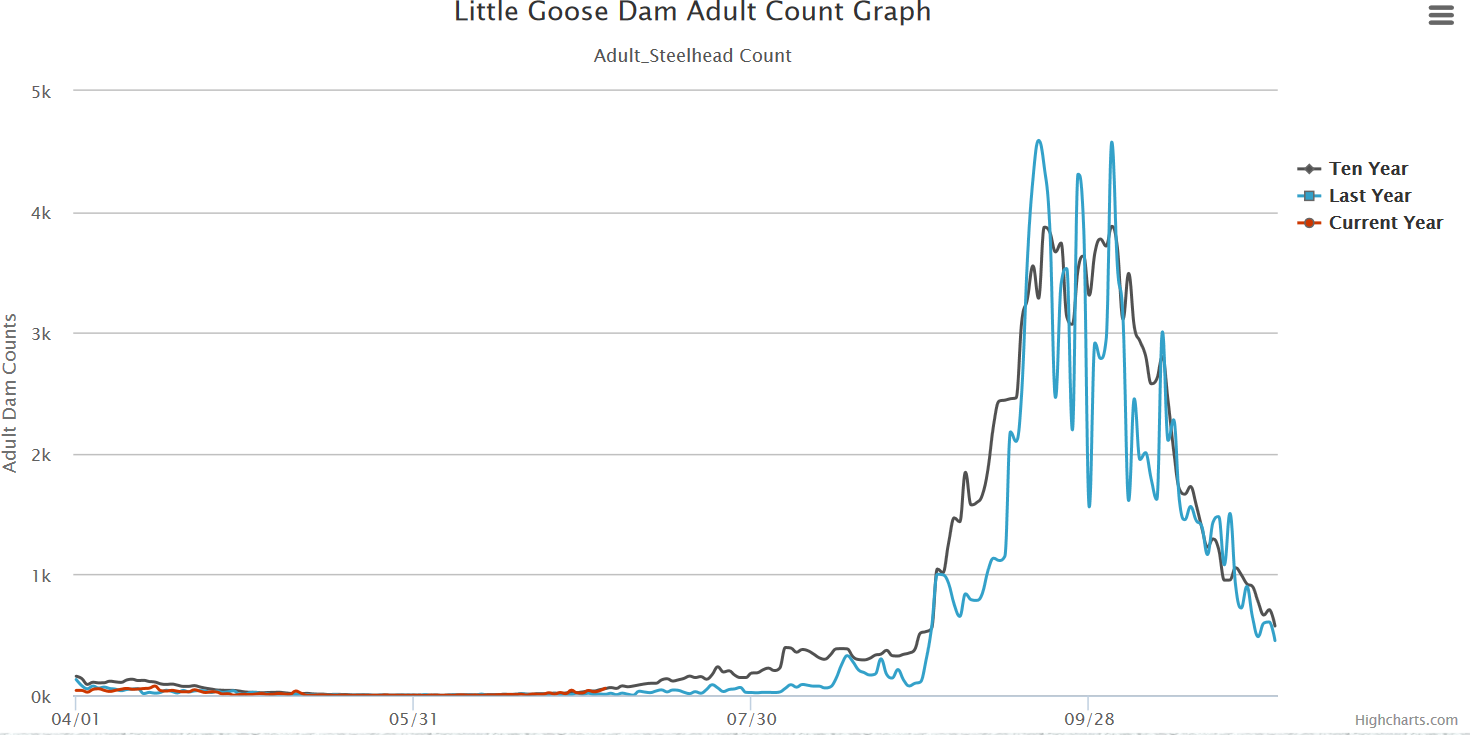 Little Goose Dam Adult Count Graph
Adult_Steelhead Count
Adult Dam Counts
5k
4k
3k
2k
1k
0k
04/01
05/31
07/30
09/28
Ten Year
Last Year
Current Year
Highcharts.com